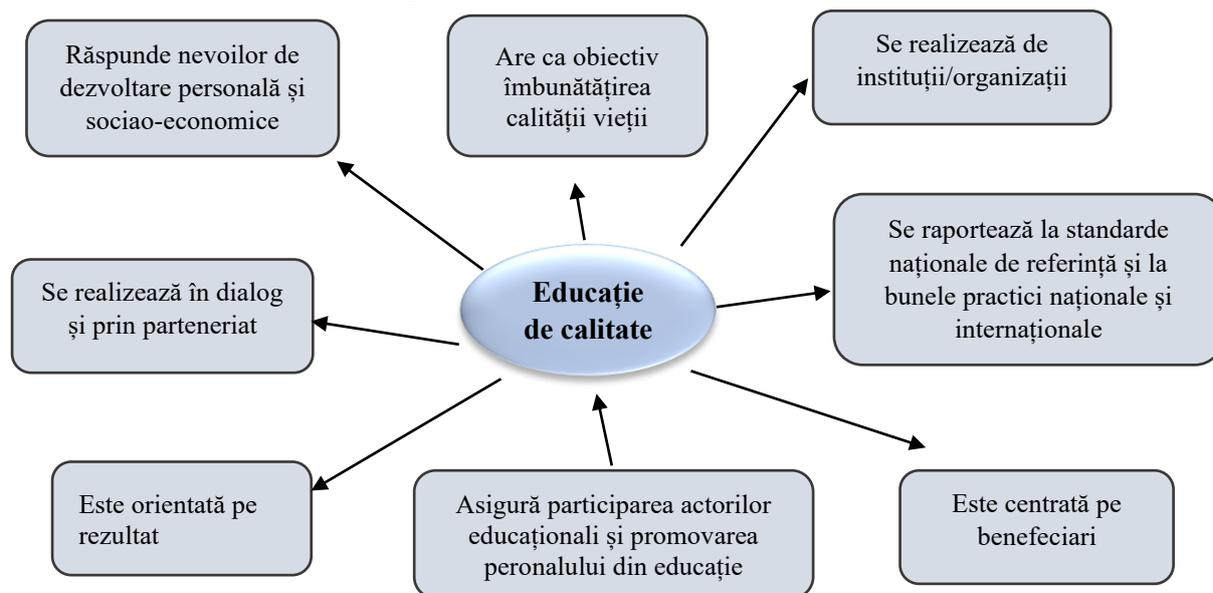 Răspunde nevoilor de
dezvoltare personală și
sociao-economice
Are ca obiectiv
îmbunătățirea
calității vieții
Se realizează de
instituții/organizații
Se realizează în dialog
și prin parteneriat
Educație
de calitate
Se raportează la standarde
naționale de referință și la
bunele practici naționale și
internaționale
Este orientată pe
rezultat
Asigură participarea actorilor
educaționali și promovarea
peronalului din educație
Este centrată pe
benefeciari